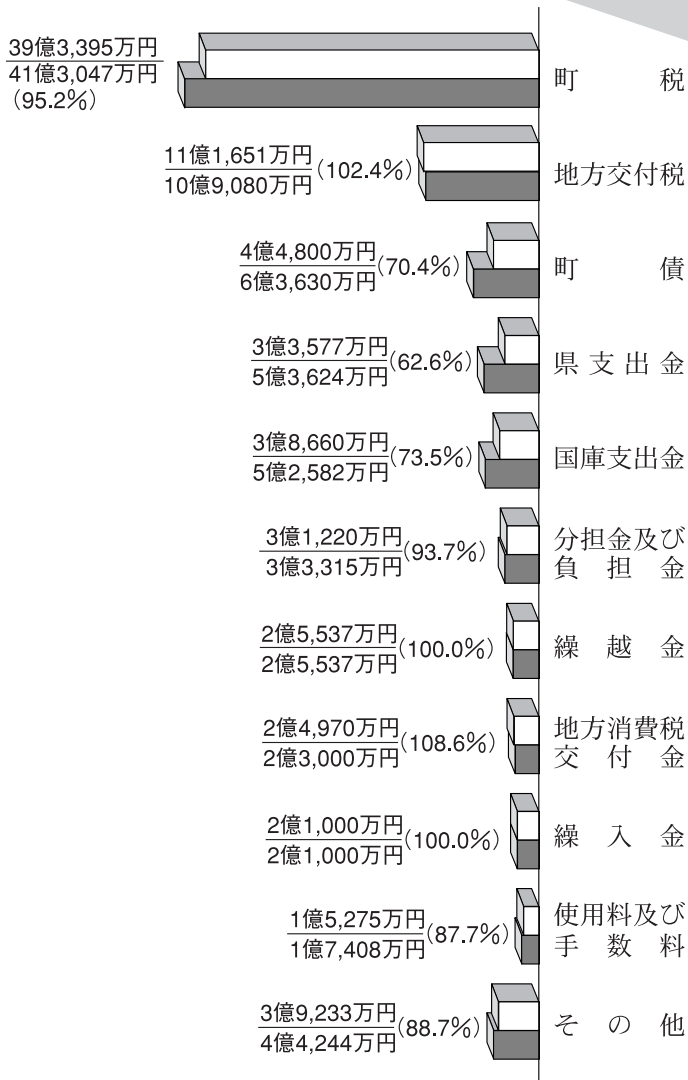 39億3,395万円
41億3,047万円
(95.2%)
町税
11億1,651万円
10億9,080万円
(102.4%)
地方交付税
4億4,800万円
6億3,630万円
(70.4%)
町債
3億3,577万円
5億3,624万円
(62.6%)
県支出金
3億8,660万円
5億2,582万円
(73.5%)
国庫支出金
3億1,220万円
3億3,315万円
(93.7%)
分担金及び
負担金
2億5,537万円
2億5,537万円
(100.0%)
繰越金
2億4,970万円
2億3,000万円
(108.6%)
地方消費税
交付金
2億1,000万円
2億1,000万円
(100.0%)
繰入金
1億5,275万円
1億7,408万円
(87.7%)
使用料及び
手数料
3億9,233万円
4億4,244万円
(88.7%)
その他